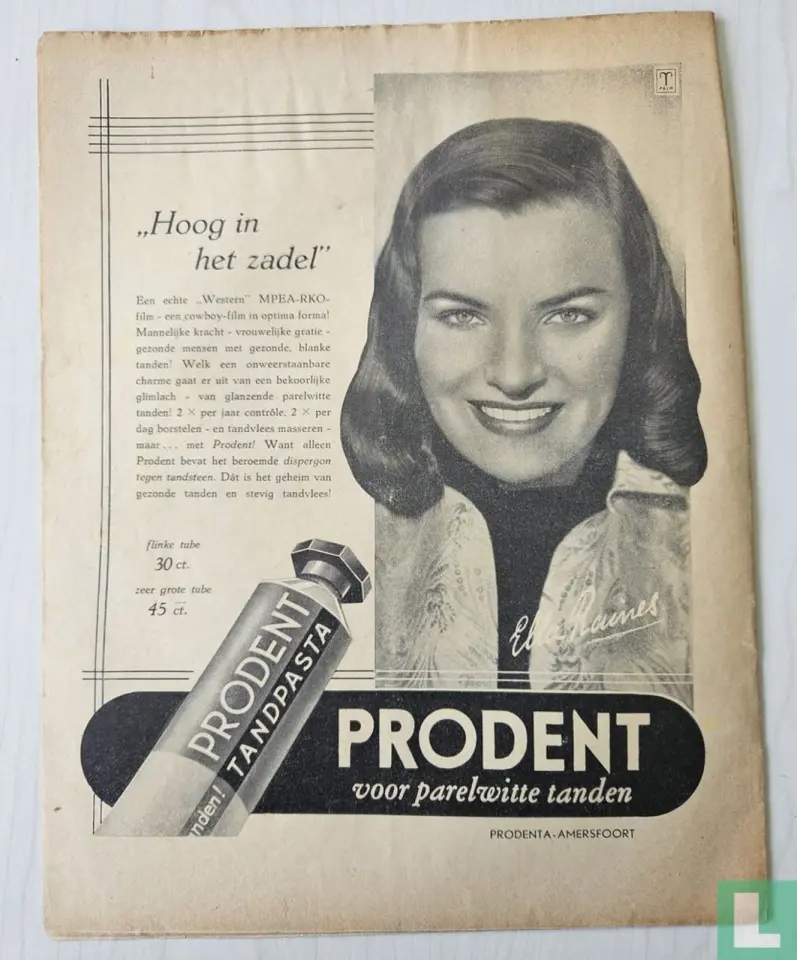 PALM
„Hoog in
het zadel”
Een echte „Western” MPEA-RKO-
film - een cowboy-film in optima forma!
Mannelijke kracht - vrouwelijke gratie -
gezonde mensen met gezonde, blanke
tanden! Welk een onweerstaanbare
charme gaat er uit van een bekoorlijke
glimlach - van glanzende parelwitte
tanden! 2 × per jaar contrôle, 2 × per
dag borstelen - en tandvlees masseren -
maar... met Prodent! Want alleen
Prodent bevat het beroemde dispergon
tegen tandsteen. Dát is het geheim van
gezonde tanden en stevig tandvlees!
flinke tube
30 ct.
zeer grote tube
45 ct.
Ella Raines
PRODENT
TANDPASTA
nden!
PRODENT
voor parelwitte tanden
PRODENTA-AMERSFOORT
L